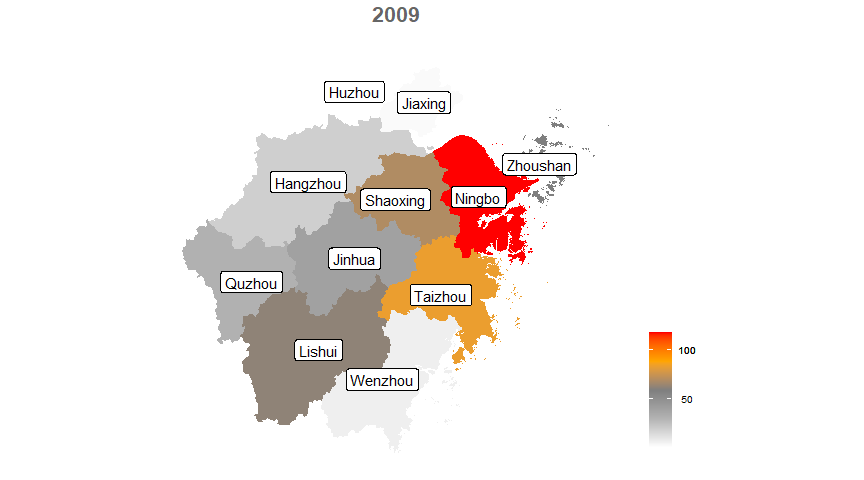 2009
Huzhou
Jiaxing
Zhoushan
Hangzhou
Shaoxing
Ningbo
Jinhua
Quzhou
Taizhou
Lishui
Wenzhou
100
50